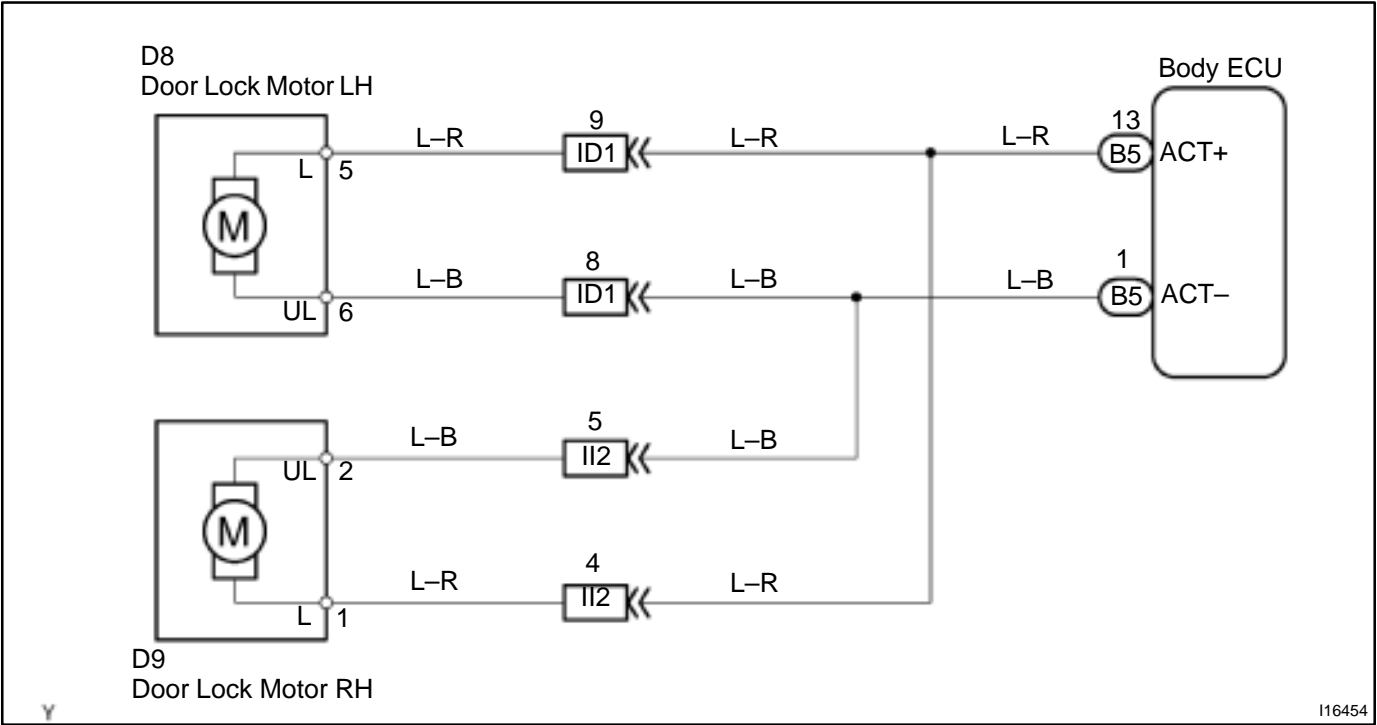 D8
Door Lock Motor LH
Body ECU
L–R
9
ID1
L–R
L–R
13
B5
ACT+
L
5
M
L–B
8
ID1
L–B
L–B
1
B5
ACT–
UL
6
L–B
5
II2
L–B
UL
2
M
L–R
4
II2
L–R
L
1
D9
Door Lock Motor RH
Y
I16454